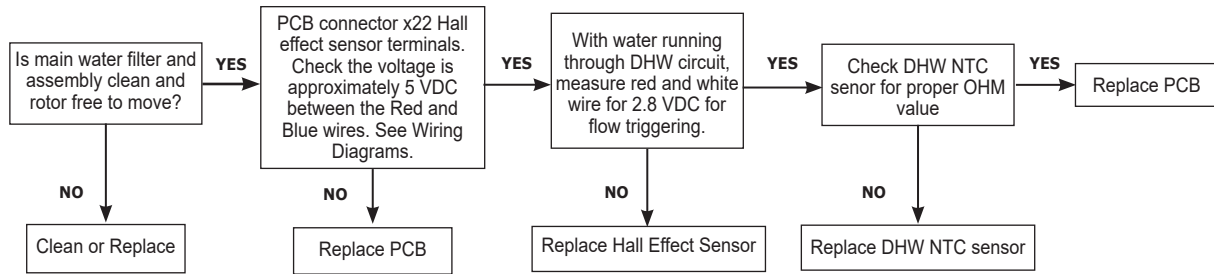 Is main water filter and
assembly clean and
rotor free to move?
YES
NO
Clean or Replace
PCB connector x22 Hall
effect sensor terminals.
Check the voltage is
approximately 5 VDC
between the Red and
Blue wires. See Wiring
Diagrams.
YES
NO
Replace PCB
With water running
through DHW circuit,
measure red and white
wire for 2.8 VDC for
flow triggering.
YES
NO
Replace Hall Effect Sensor
Check DHW NTC
senor for proper OHM
value
YES
NO
Replace DHW NTC sensor
Replace PCB